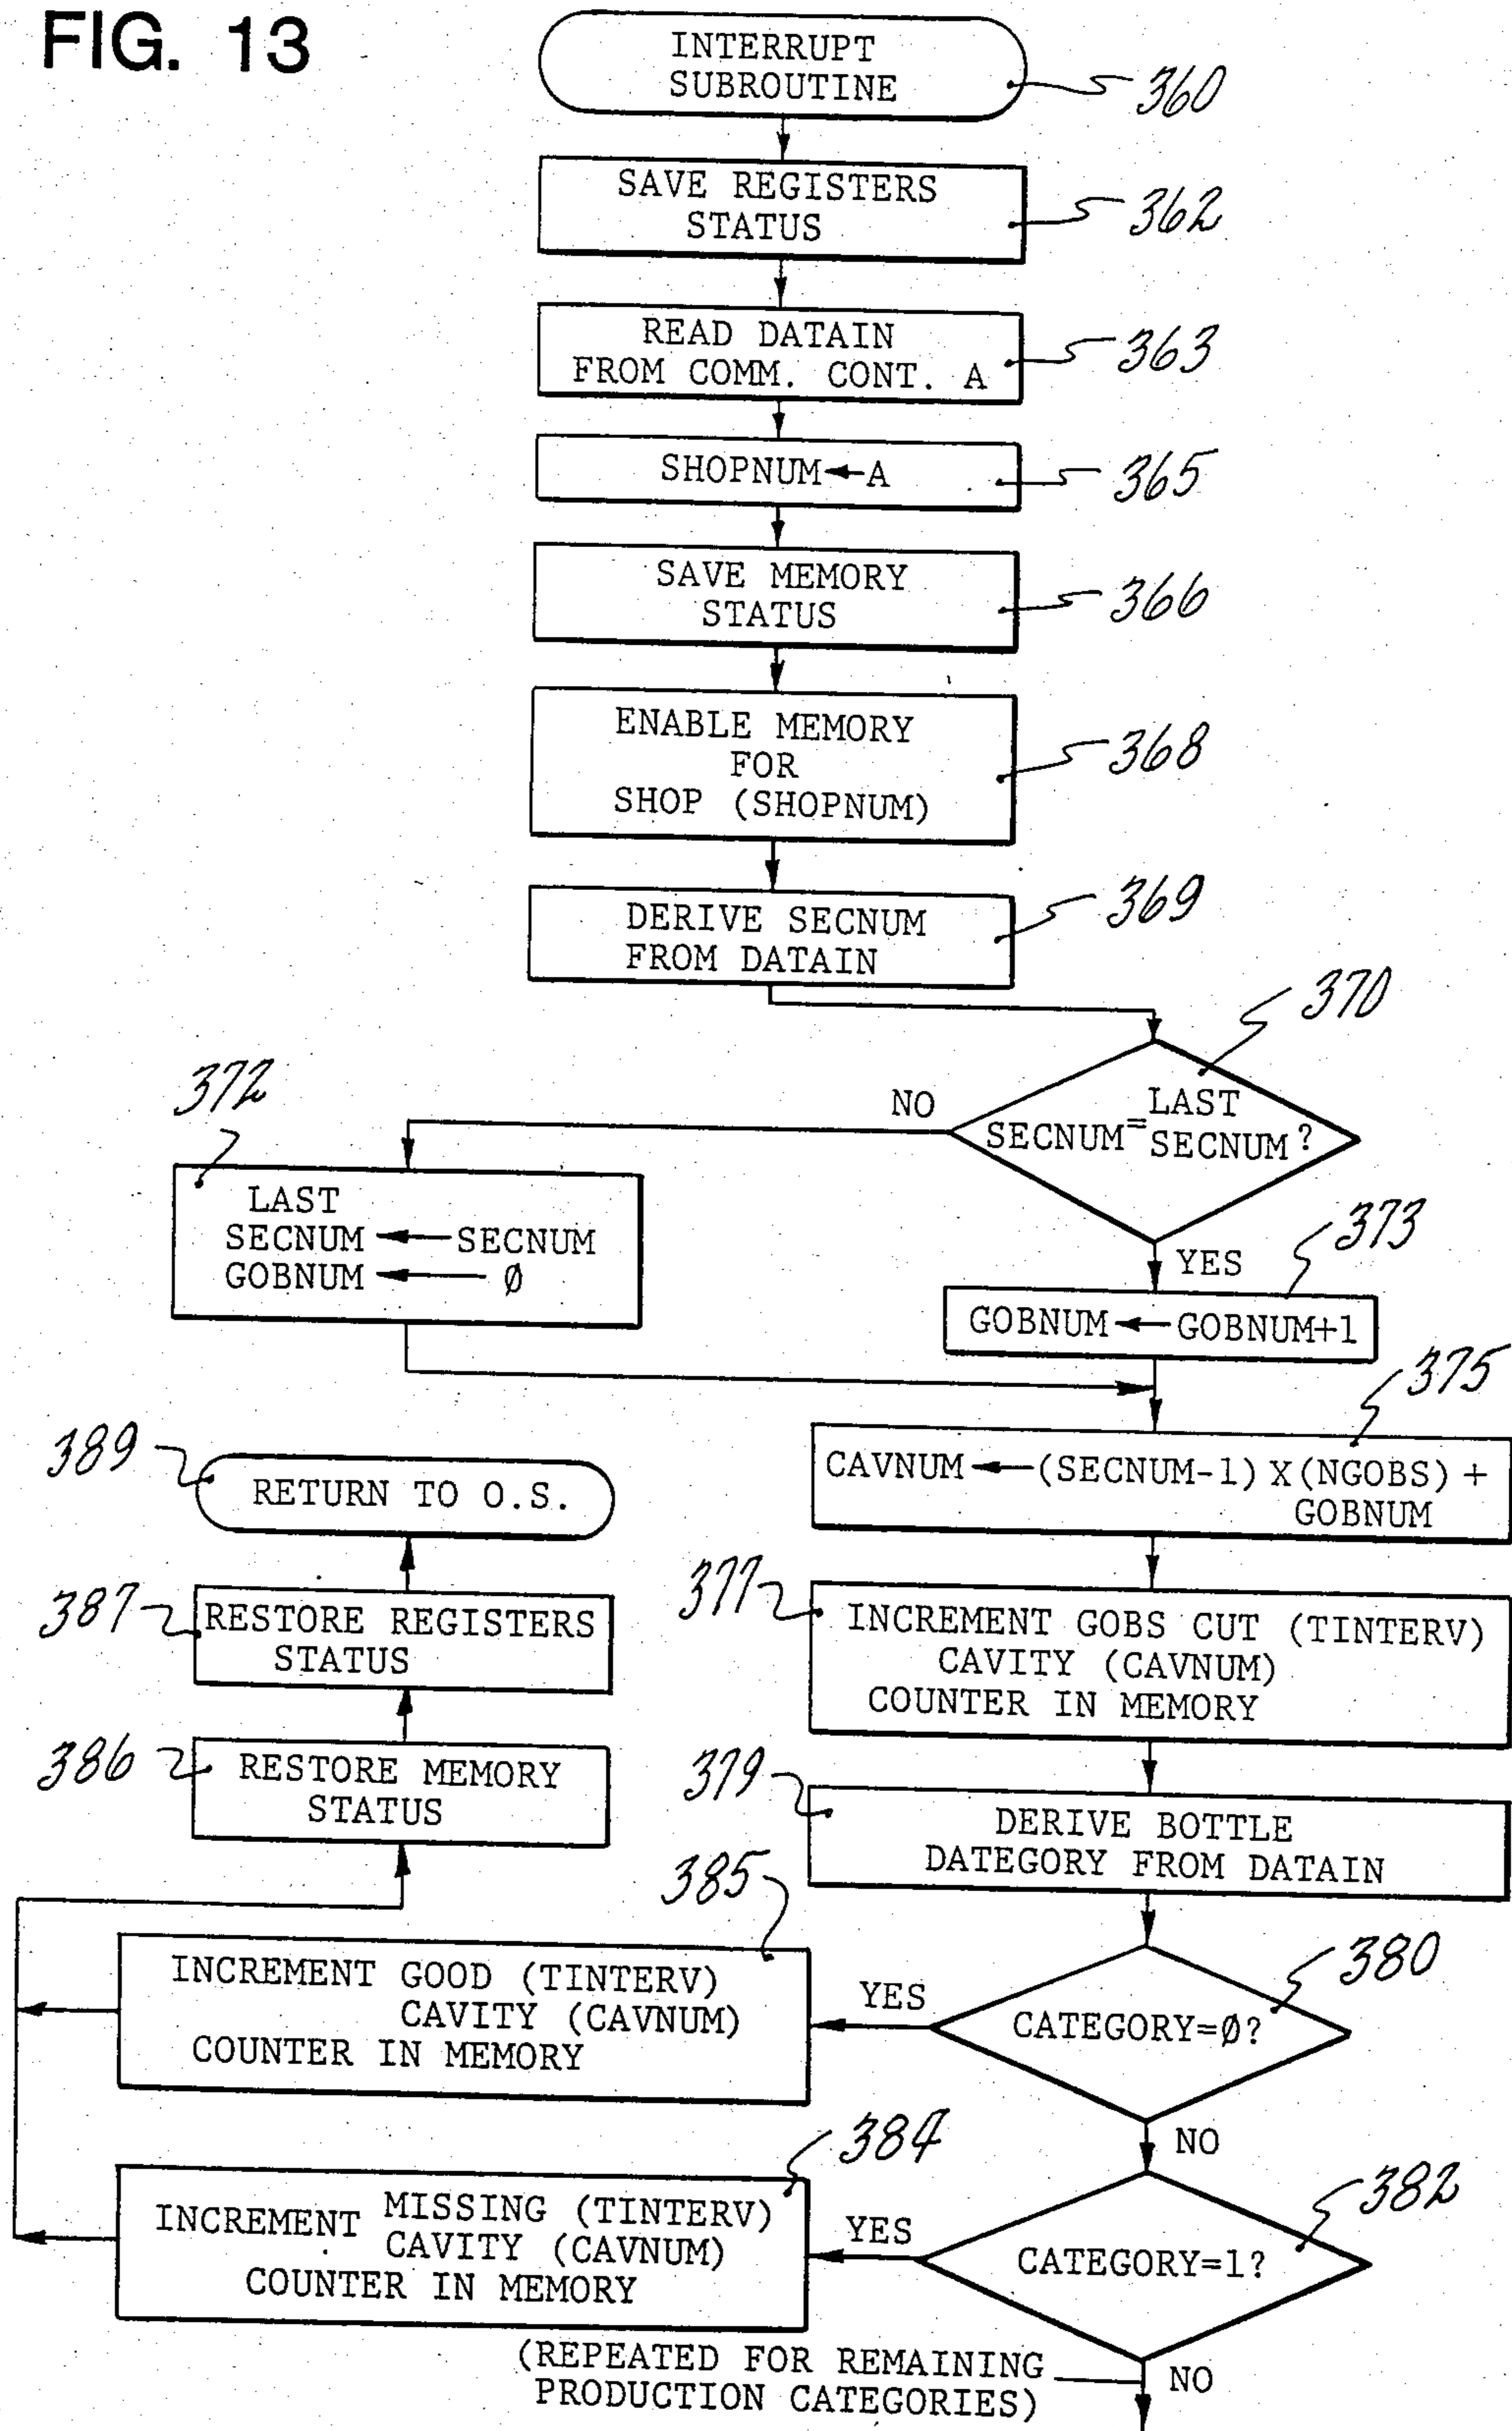 FIG. 13
INTERRUPT
SUBROUTINE
360
SAVE REGISTERS
STATUS
362
READ DATAIN
FROM COMM. CONT. A
363
SHOPNUM←A
365
SAVE MEMORY
STATUS
366
ENABLE MEMORY
FOR
SHOP (SHOPNUM)
368
DERIVE SECNUM
FROM DATAIN
369
370
LAST
SECNUM=SECNUM?
NO
YES
372
LAST
SECNUM ← SECNUM
GOBNUM ← Ø
373
GOBNUM ← GOBNUM+1
375
CAVNUM ← (SECNUM-1) X(NGOBS) +
GOBNUM
389
RETURN TO O.S.
387
RESTORE REGISTERS
STATUS
377
INCREMENT GOBS CUT (TINTERV)
CAVITY (CAVNUM)
COUNTER IN MEMORY
386
RESTORE MEMORY
STATUS
379
DERIVE BOTTLE
DATEGORY FROM DATAIN
385
INCREMENT GOOD (TINTERV)
CAVITY (CAVNUM)
COUNTER IN MEMORY
YES
380
CATEGORY=Ø?
NO
384
INCREMENT MISSING (TINTERV)
CAVITY (CAVNUM)
COUNTER IN MEMORY
YES
382
CATEGORY=1?
NO
(REPEATED FOR REMAINING
PRODUCTION CATEGORIES)